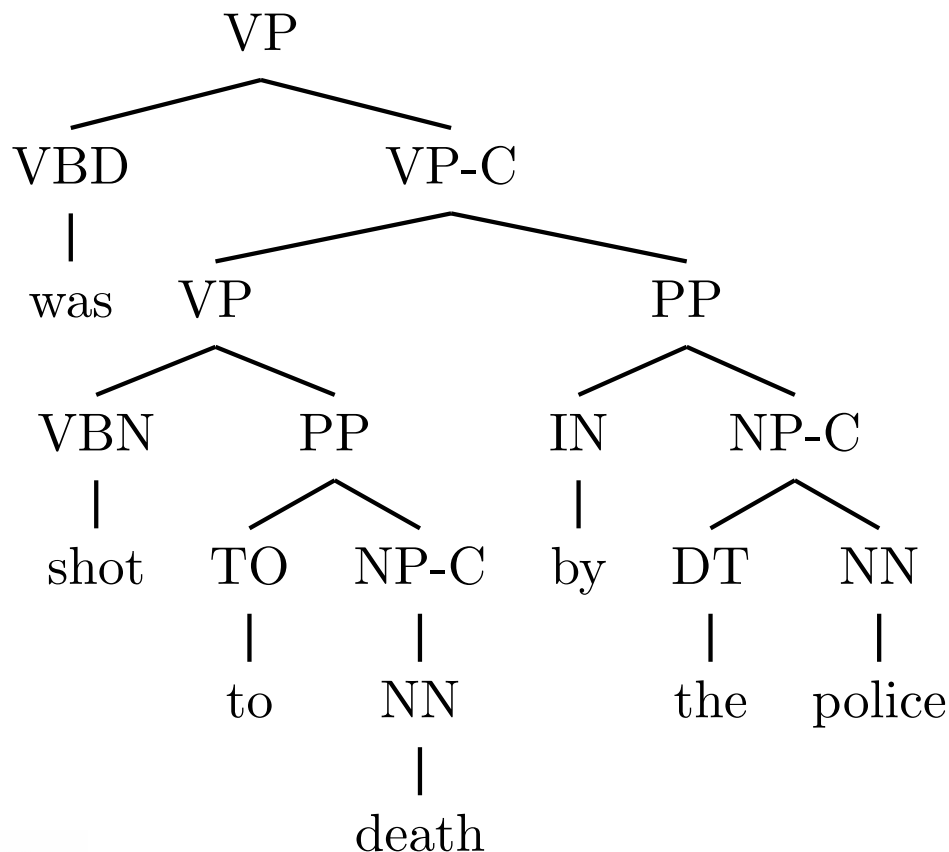 VP
VBD VP-C
was VP PP
VBN PP IN NP-C
shot TO NP-C by DT NN
to NN the police
death